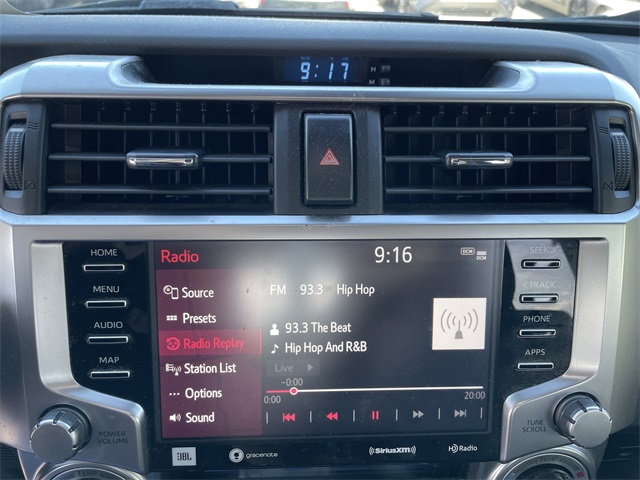 9:17 H
M
HOME
MENU
AUDIO
MAP
POWER
VOLUME
Radio
9:16
DCM
DCM
Source
Presets
Radio Replay
Station List
Options
Sound
FM 93.3 Hip Hop
93.3 The Beat
Hip Hop And R&B
Live
-0:00
0:00 20:00
SEEK>
<TRACK
PHONE
APPS
TUNE
SCROLL
JBL
gracenote
SiriusXM
HD Radio